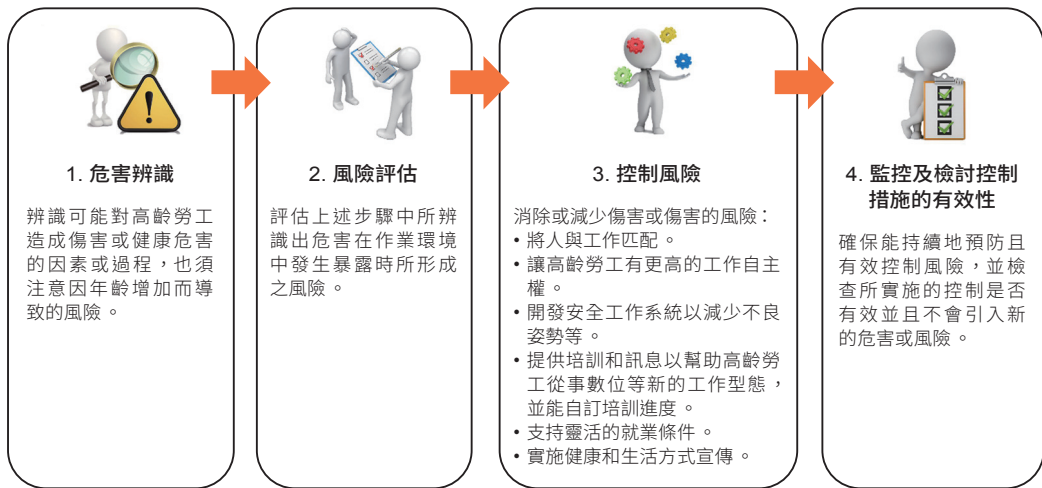 1. 危害辨識
辨識可能對高齡勞工
造成傷害或健康危害
的因素或過程，也須
注意因年齡增加而導
致的風險。
2. 風險評估
評估上述步驟中所辨
識出危害在作業環境
中發生暴露時所形成
之風險。
3. 控制風險
消除或減少傷害或傷害的風險：
• 將人與工作匹配。
• 讓高齡勞工有更高的工作自主
權。
• 開發安全工作系統以減少不良
姿勢等。
• 提供培訓和訊息以幫助高齡勞
工從事數位等新的工作型態，
並能自訂培訓進度。
• 支持靈活的就業條件。
• 實施健康和生活方式宣傳。
4. 監控及檢討控制
措施的有效性
確保能持續地預防且
有效控制風險，並檢
查所實施的控制是否
有效並且不會引入新
的危害或風險。